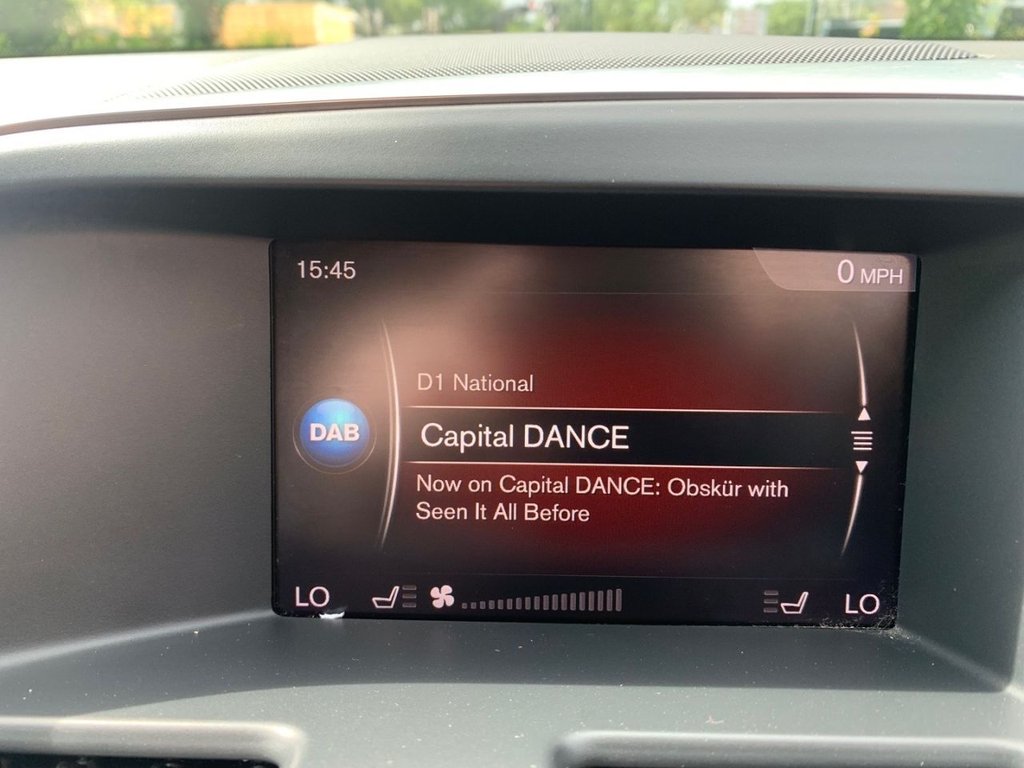 15:45
0 MPH
D1 National
DAB
Capital DANCE
Now on Capital DANCE: Obskür with
Seen It All Before
LO
LO